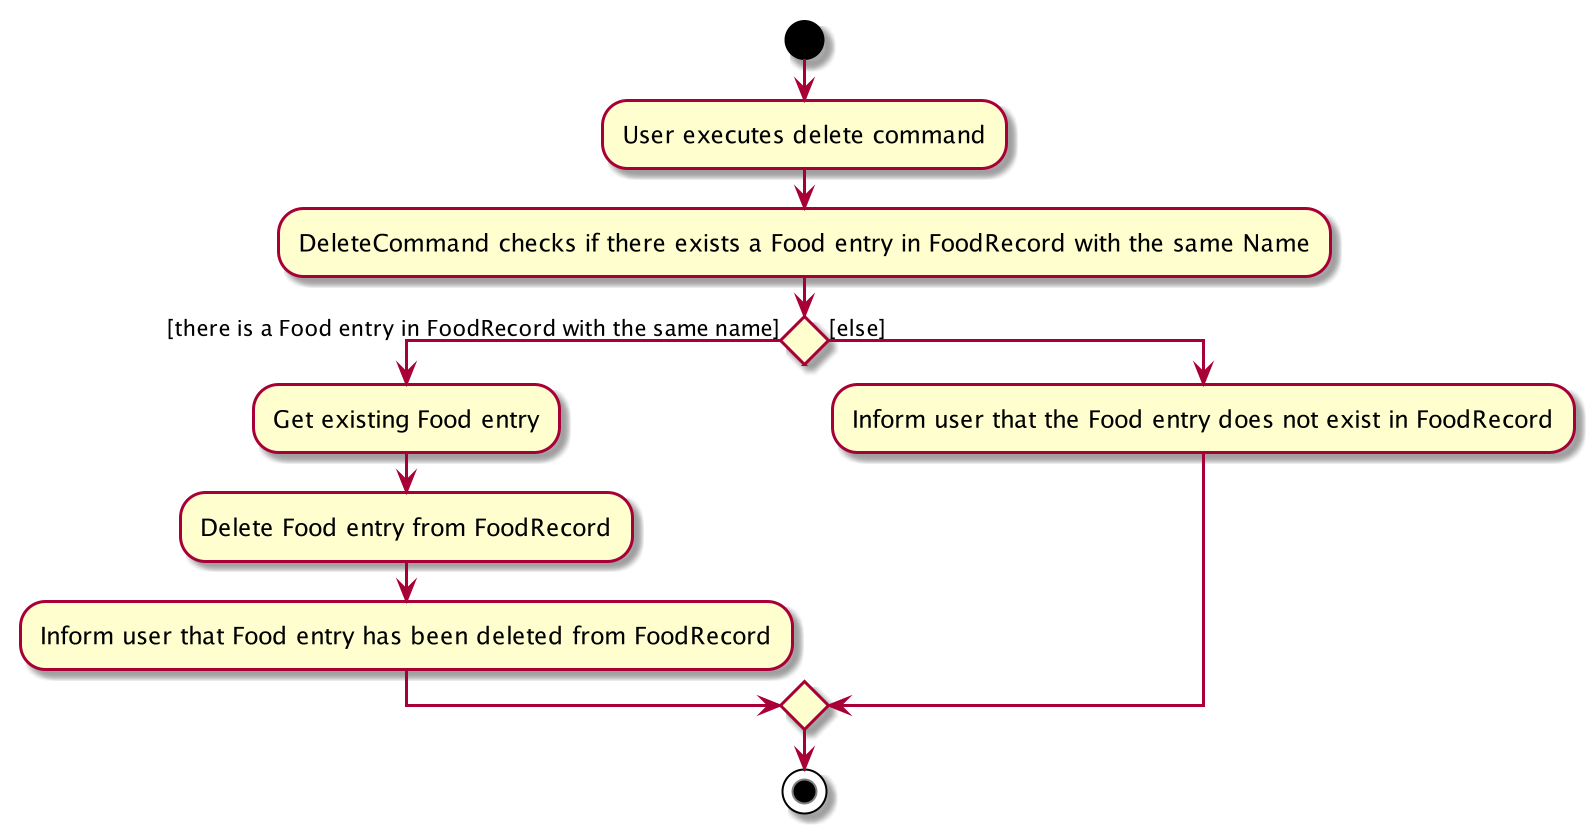 User executes delete command
DeleteCommand checks if there exists a Food entry in FoodRecord with the same Name
[there is a Food entry in FoodRecord with the same name]
[else]
Get existing Food entry
Inform user that the Food entry does not exist in FoodRecord
Delete Food entry from FoodRecord
Inform user that Food entry has been deleted from FoodRecord